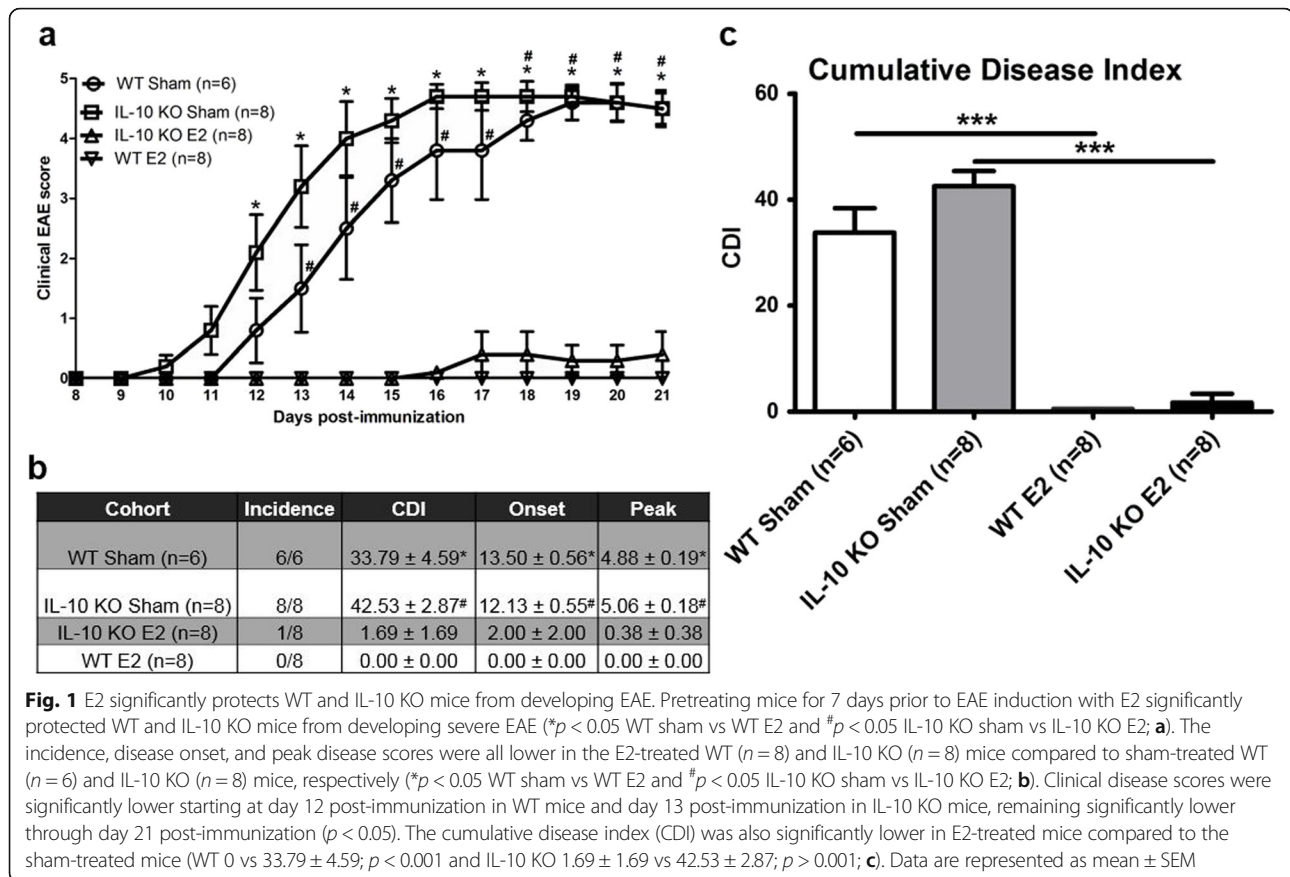 a
Clinical EAE score
5
4
3
2
1
0
WT Sham (n=6)
IL-10 KO Sham (n=8)
IL-10 KO E2 (n=8)
WT E2 (n=8)
* * * * * * # * # * # * # *
# # # # #
8 9 10 11 12 13 14 15 16 17 18 19 20 21
Days post-immunization
b
Cohort Incidence CDI Onset Peak
WT Sham (n=6) 6/6 33.79 ± 4.59* 13.50 ± 0.56* 4.88 ± 0.19*
IL-10 KO Sham (n=8) 8/8 42.53 ± 2.87# 12.13 ± 0.55# 5.06 ± 0.18#
IL-10 KO E2 (n=8) 1/8 1.69 ± 1.69 2.00 ± 2.00 0.38 ± 0.38
WT E2 (n=8) 0/8 0.00 ± 0.00 0.00 ± 0.00 0.00 ± 0.00
c
Cumulative Disease Index
CDI
60
40
20
0
***
***
WT Sham (n=6)
IL-10 KO Sham (n=8)
WT E2 (n=8)
IL-10 KO E2 (n=8)
Fig. 1 E2 significantly protects WT and IL-10 KO mice from developing EAE. Pretreating mice for 7 days prior to EAE induction with E2 significantly
protected WT and IL-10 KO mice from developing severe EAE (*p < 0.05 WT sham vs WT E2 and #p < 0.05 IL-10 KO sham vs IL-10 KO E2; a). The
incidence, disease onset, and peak disease scores were all lower in the E2-treated WT (n = 8) and IL-10 KO (n = 8) mice compared to sham-treated WT
(n = 6) and IL-10 KO (n = 8) mice, respectively (*p < 0.05 WT sham vs WT E2 and #p < 0.05 IL-10 KO sham vs IL-10 KO E2; b). Clinical disease scores were
significantly lower starting at day 12 post-immunization in WT mice and day 13 post-immunization in IL-10 KO mice, remaining significantly lower
through day 21 post-immunization (p < 0.05). The cumulative disease index (CDI) was also significantly lower in E2-treated mice compared to the
sham-treated mice (WT 0 vs 33.79 ± 4.59; p < 0.001 and IL-10 KO 1.69 ± 1.69 vs 42.53 ± 2.87; p > 0.001; c). Data are represented as mean ± SEM